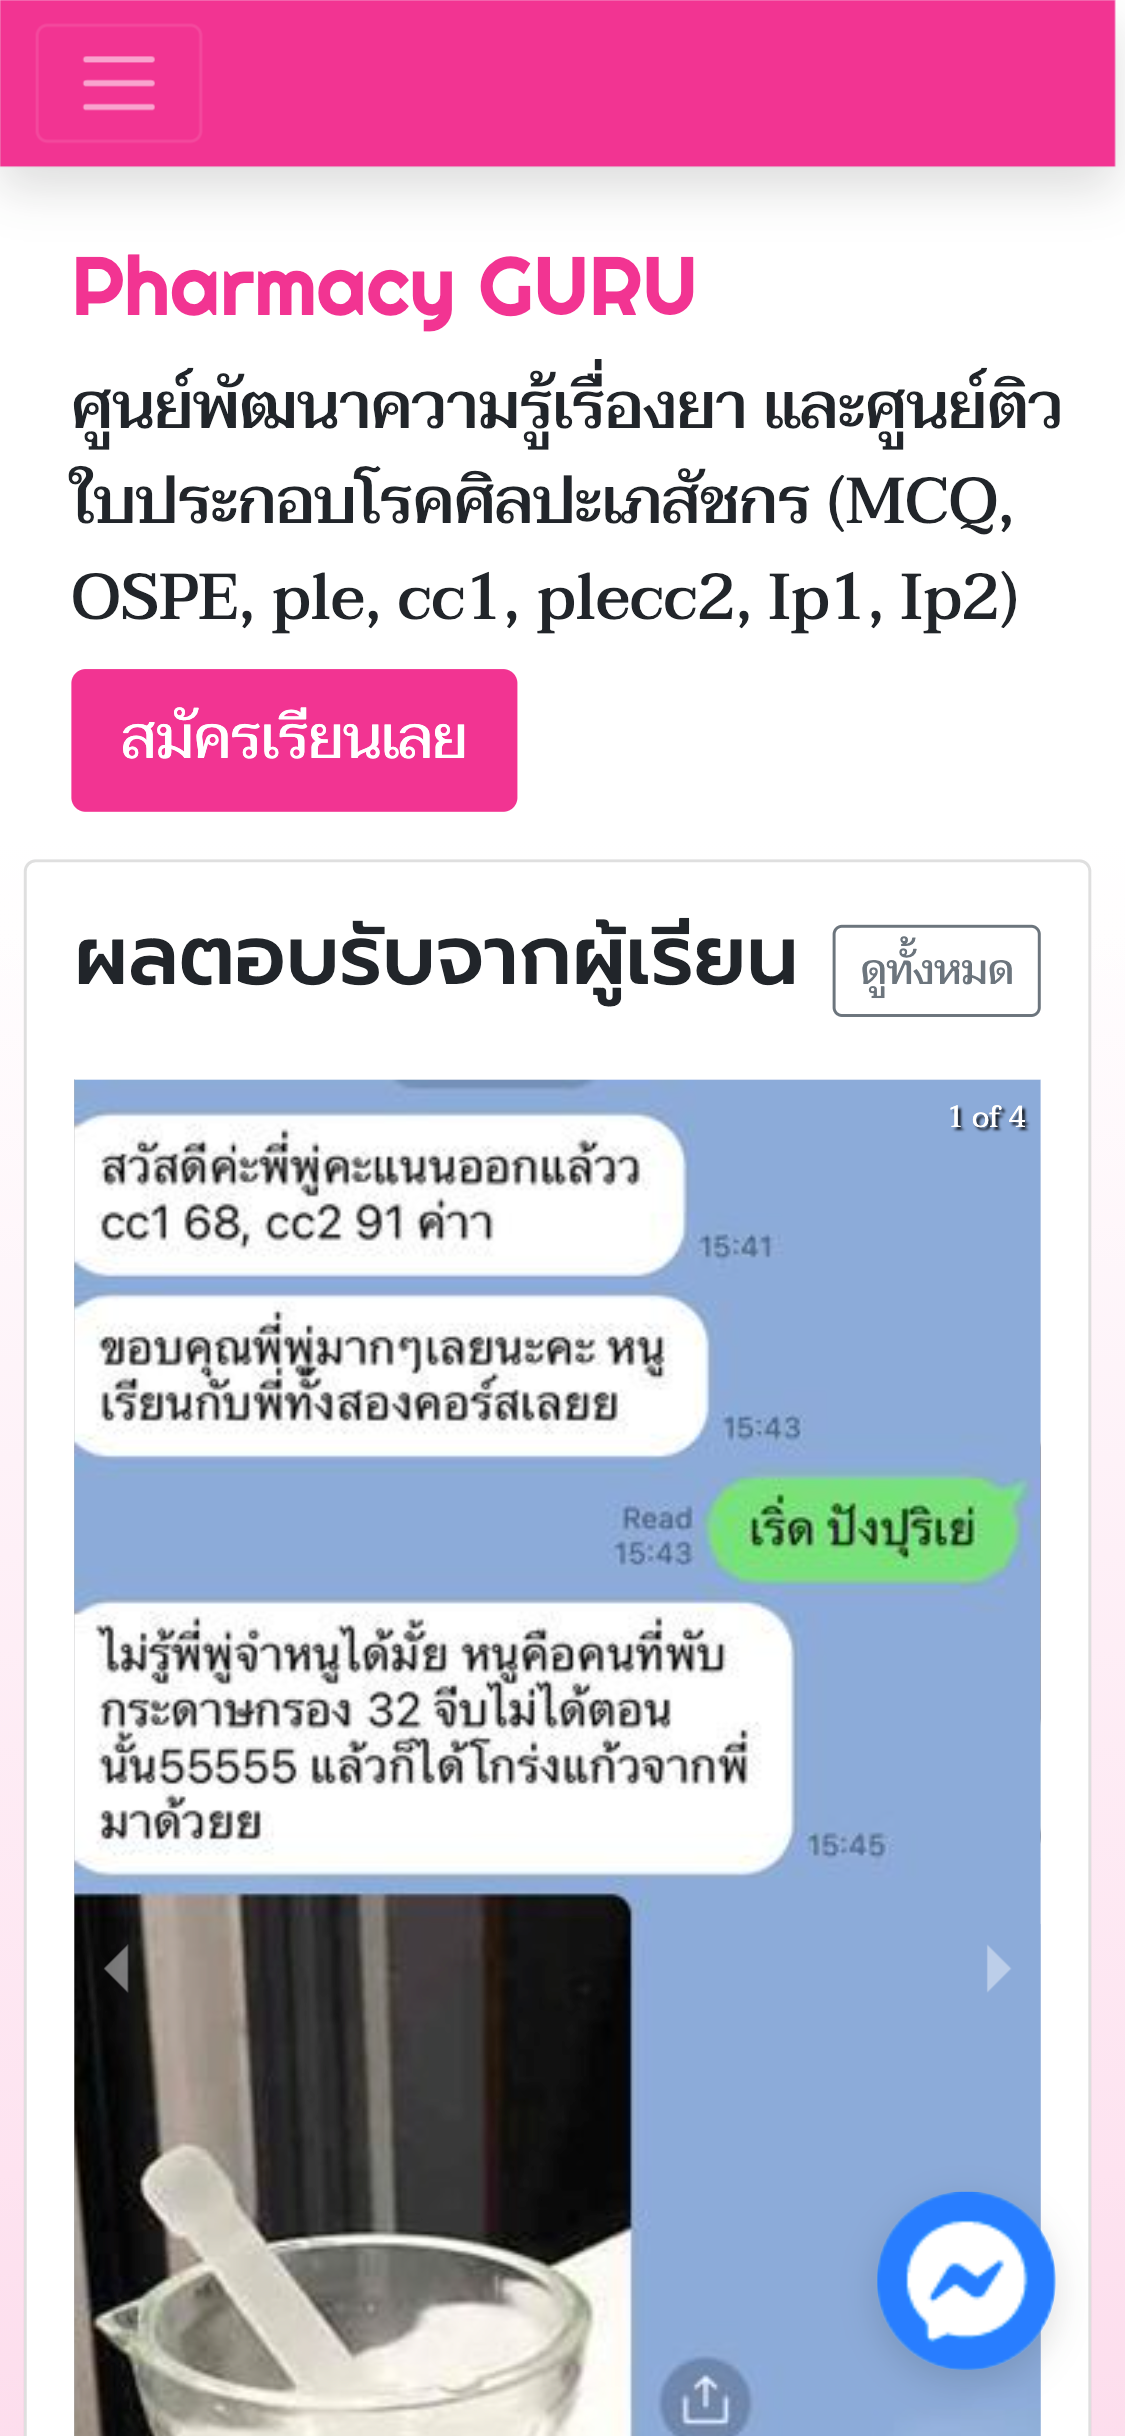 Pharmacy GURU
ศูนย์พัฒนาความรู้เรื่องยา และศูนย์ติว
ใบประกอบโรคศิลปะเภสัชกร (MCQ,
OSPE, ple, cc1, plecc2, Ip1, Ip2)
สมัครเรียนเลย
ผลตอบรับจากผู้เรียน
ดูทั้งหมด
1 of 4
สวัสดีค่ะพี่พู่คะแนนออกแล้วว
cc1 68, cc2 91 ค่าา
15:41
ขอบคุณพี่พู่มากๆเลยนะคะ หนู
เรียนกับพี่ทั้งสองคอร์สเลยย
15:43
Read
15:43
เริ่ด ปังปุริเย่
ไม่รู้พี่พู่จำหนูได้มั้ย หนูคือคนที่พับ
กระดาษกรอง 32 จีบไม่ได้ตอน
นั้น55555 แล้วก็ได้โกร่งแก้วจากพี่
มาด้วยย
15:45